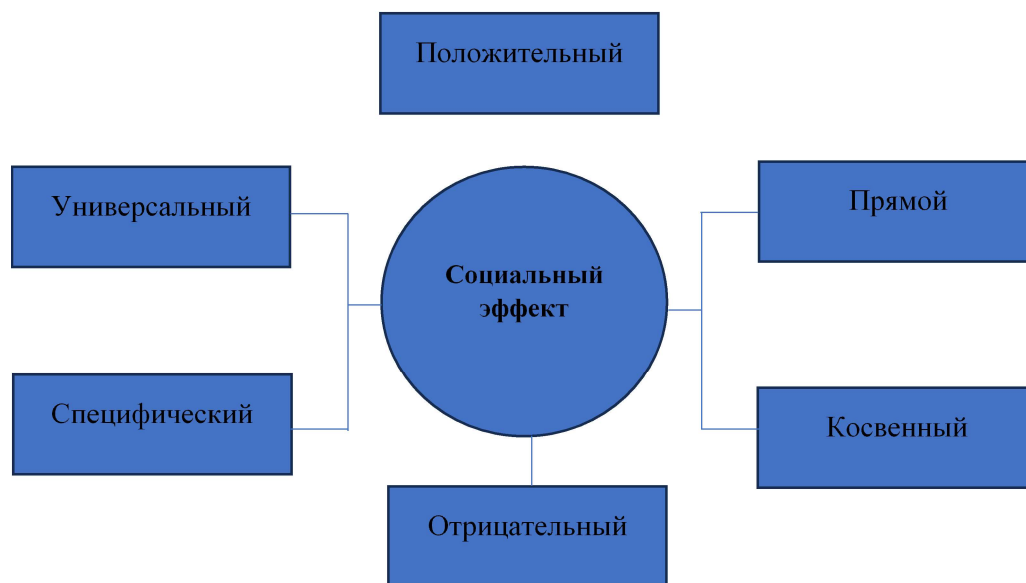 Положительный
Универсальный
Прямой
Социальный
эффект
Специфический
Косвенный
Отрицательный